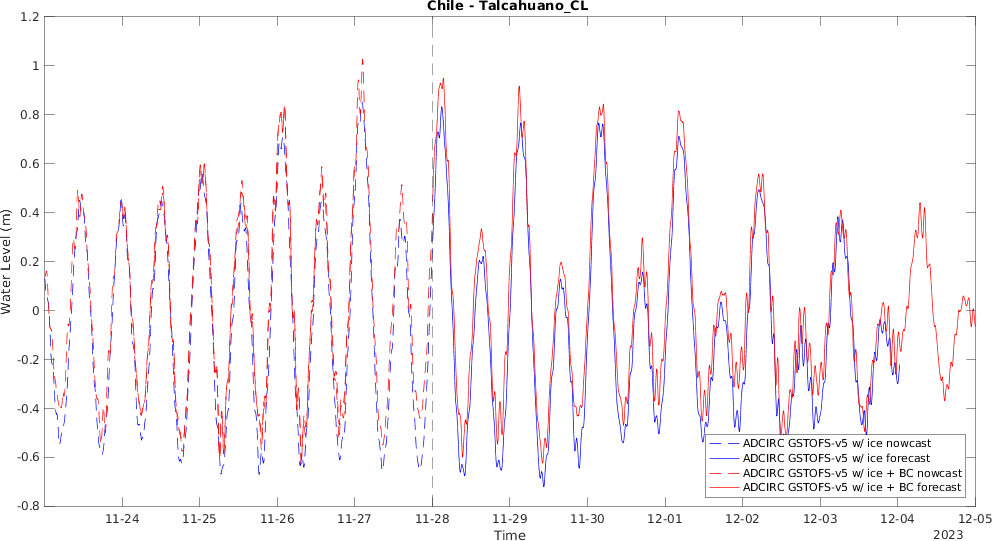 Chile - Talcahuano_CL
1.2
1
0.8
0.6
0.4
0.2
0
-0.2
-0.4
-0.6
-0.8
Water Level (m)
ADCIRC GSTOFS-v5 w/ ice nowcast
ADCIRC GSTOFS-v5 w/ ice forecast
ADCIRC GSTOFS-v5 w/ ice + BC nowcast
ADCIRC GSTOFS-v5 w/ ice + BC forecast
11-24 11-25 11-26 11-27 11-28 11-29 11-30 12-01 12-02 12-03 12-04 12-05
Time
2023